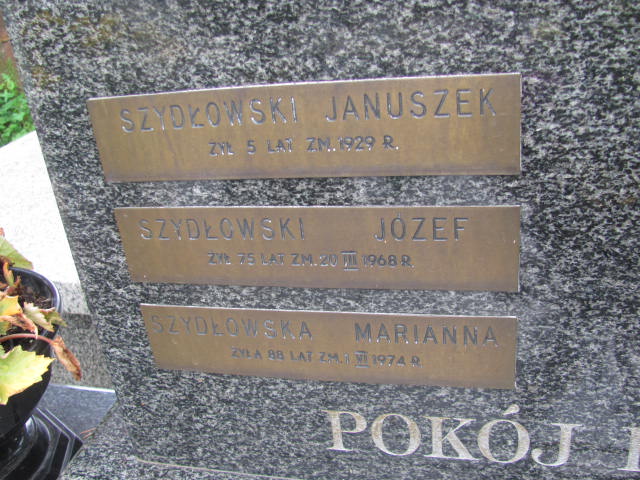 SZYDŁOWSKI JANUSZEK
ŻYŁ 5 LAT ZM. 1929 R.
SZYDŁOWSKI JÓZEF
ŻYŁ 75 LAT ZM. 20 III 1968 R.
SZYDŁOWSKA MARIANNA
ŻYŁA 88 LAT ZM. 1 VI 1974 R
POKÓJ